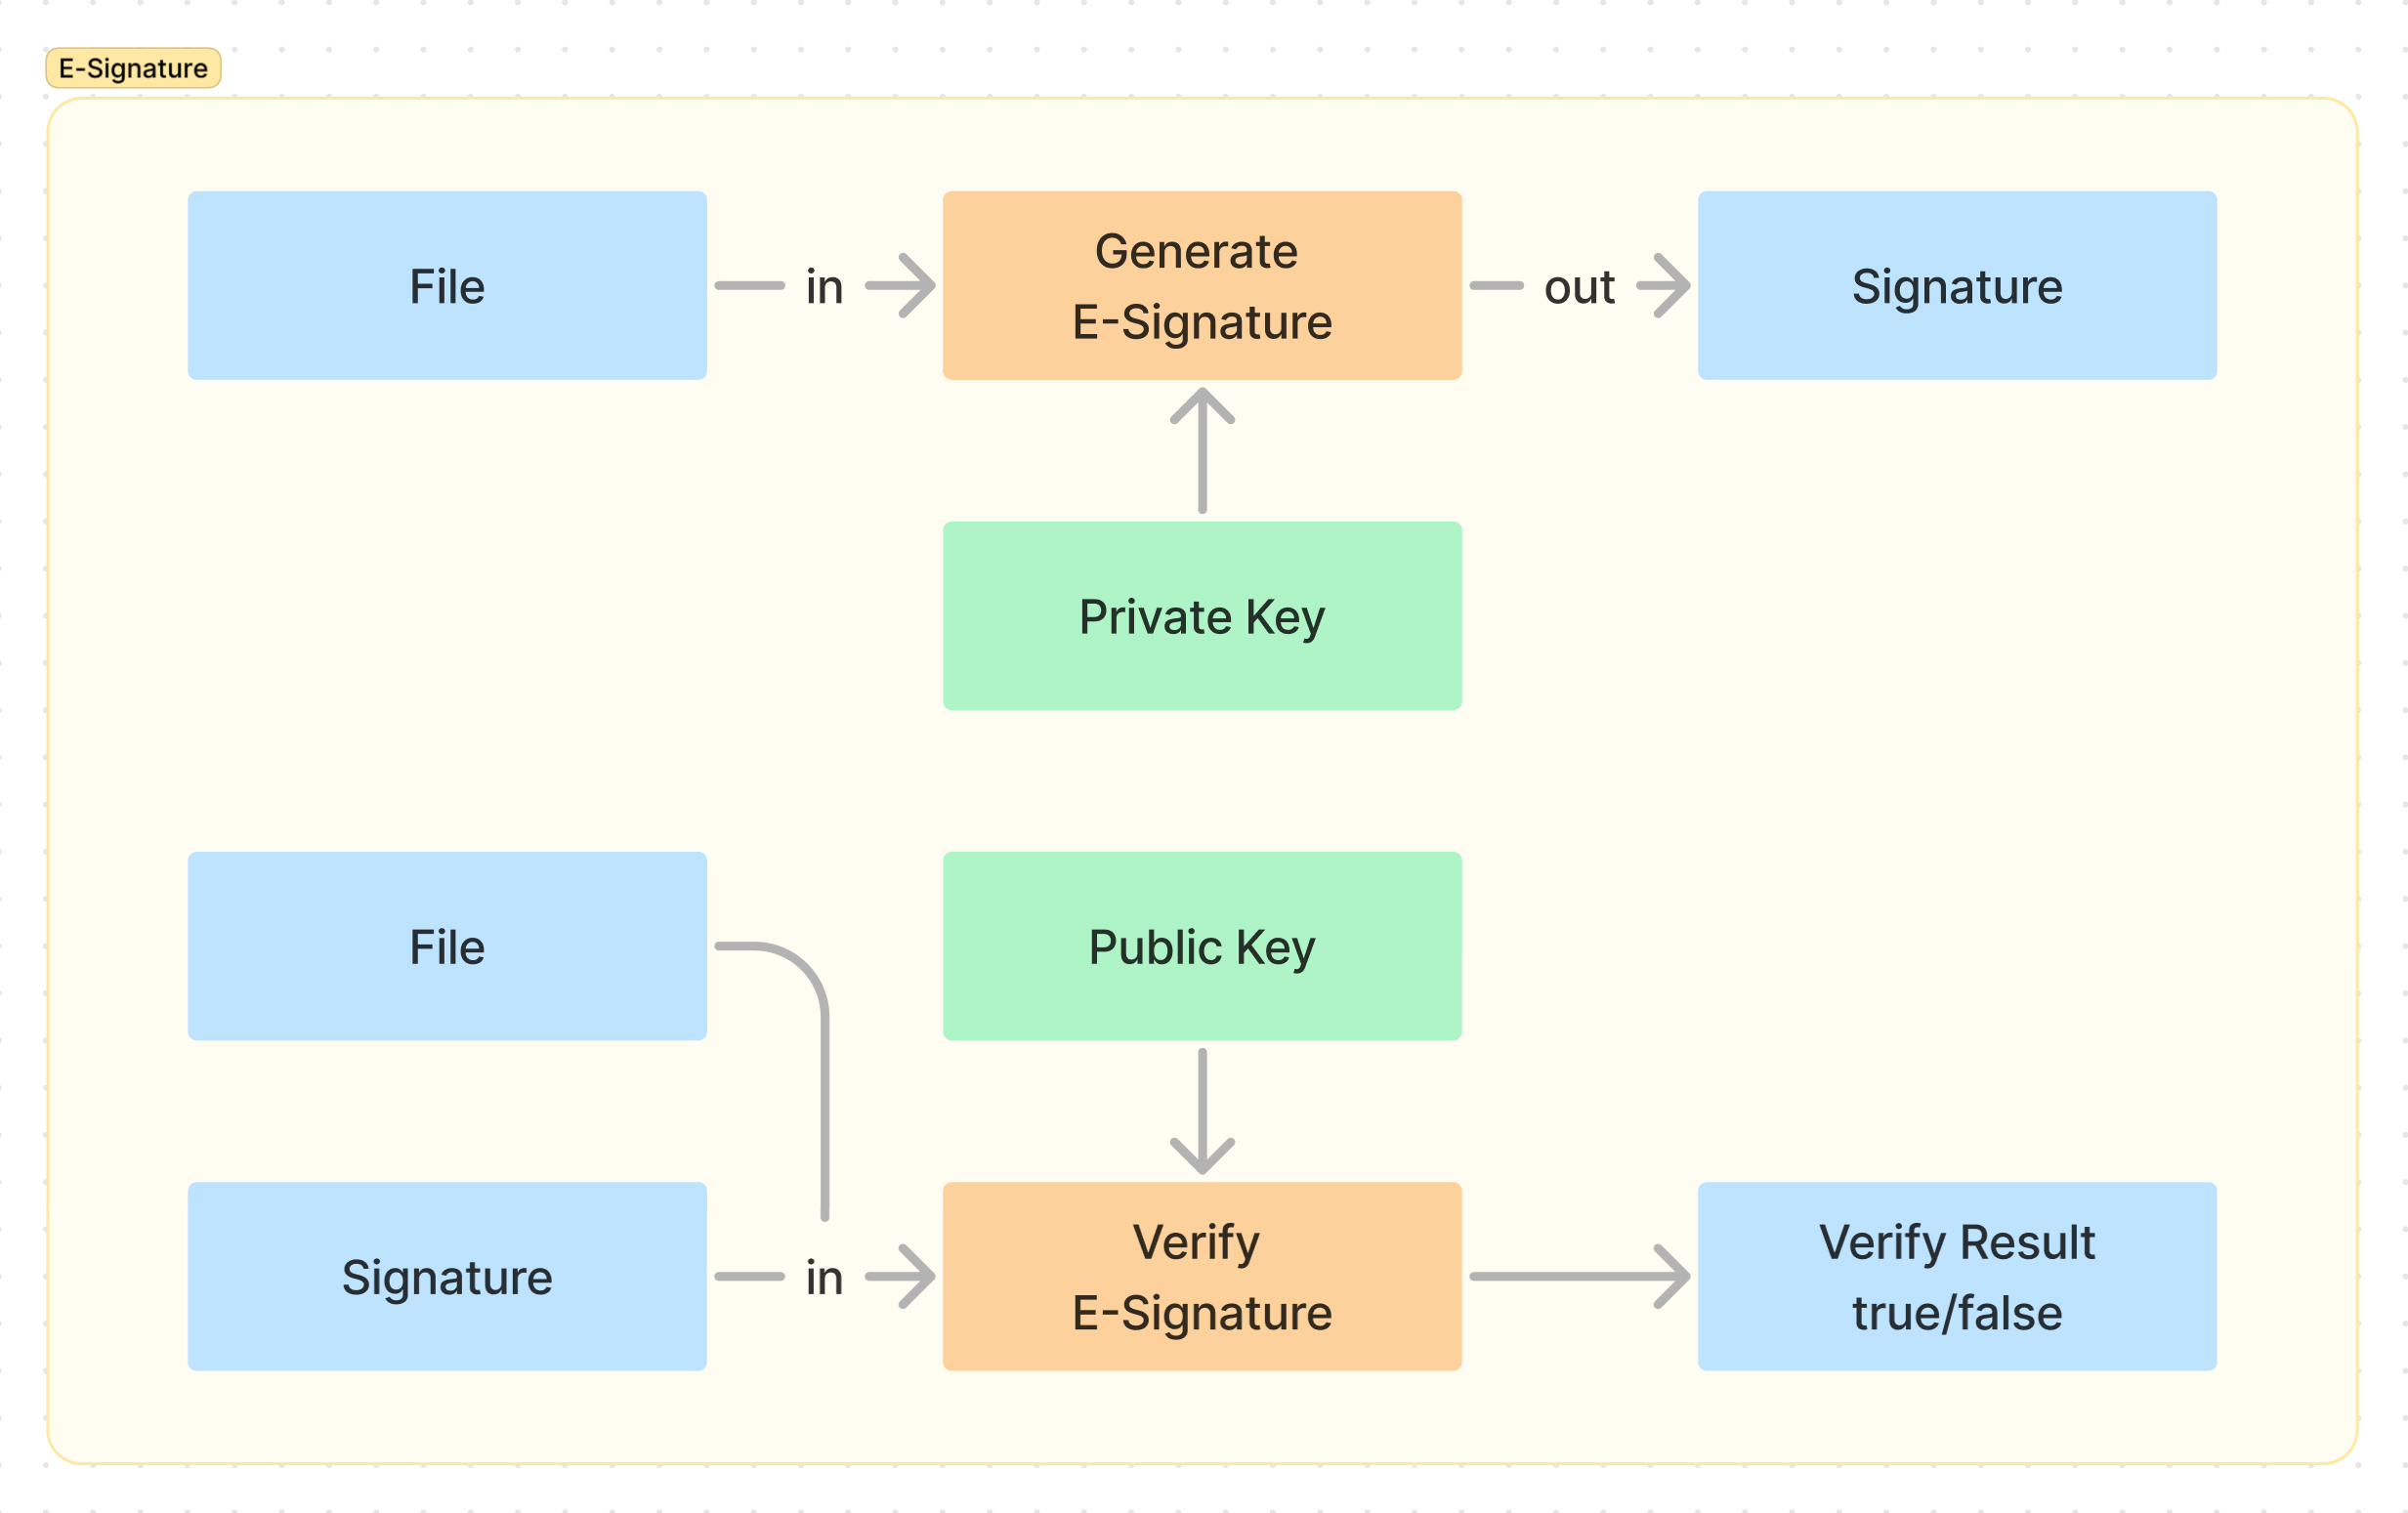 E-Signature
File
in
Generate
E-Signature
out
Signature
Private Key
File
Public Key
Signature
in
Verify
E-Signature
Verify Result
true/false